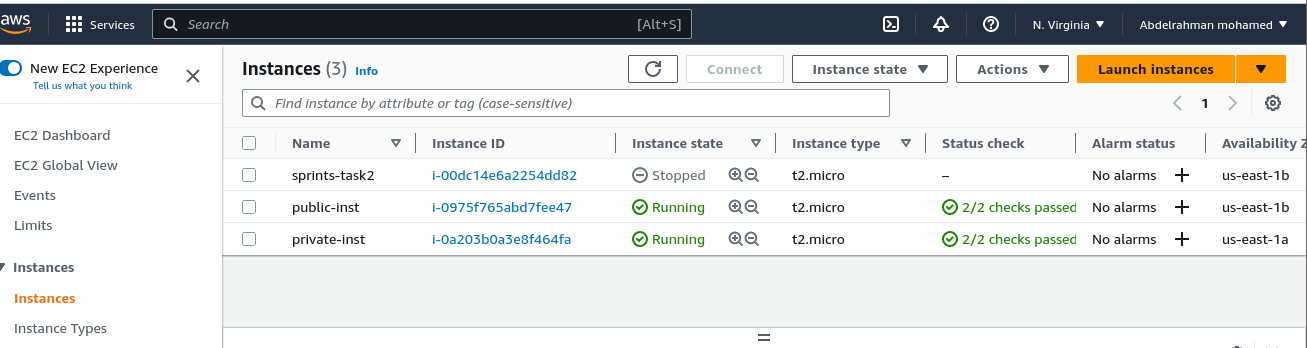 aws Services Search [Alt+S] N. Virginia Abdelrahman mohamed
New EC2 Experience
Tell us what you think
EC2 Dashboard
EC2 Global View
Events
Limits
Instances
Instances
Instance Types
Instances (3) Info Connect Instance state Actions Launch instances
Find instance by attribute or tag (case-sensitive) 1
Name Instance ID Instance state Instance type Status check Alarm status Availability Z
sprints-task2 i-00dc14e6a2254dd82 Stopped t2.micro – No alarms us-east-1b
public-inst i-0975f765abd7fee47 Running t2.micro 2/2 checks passed No alarms us-east-1b
private-inst i-0a203b0a3e8f464fa Running t2.micro 2/2 checks passed No alarms us-east-1a